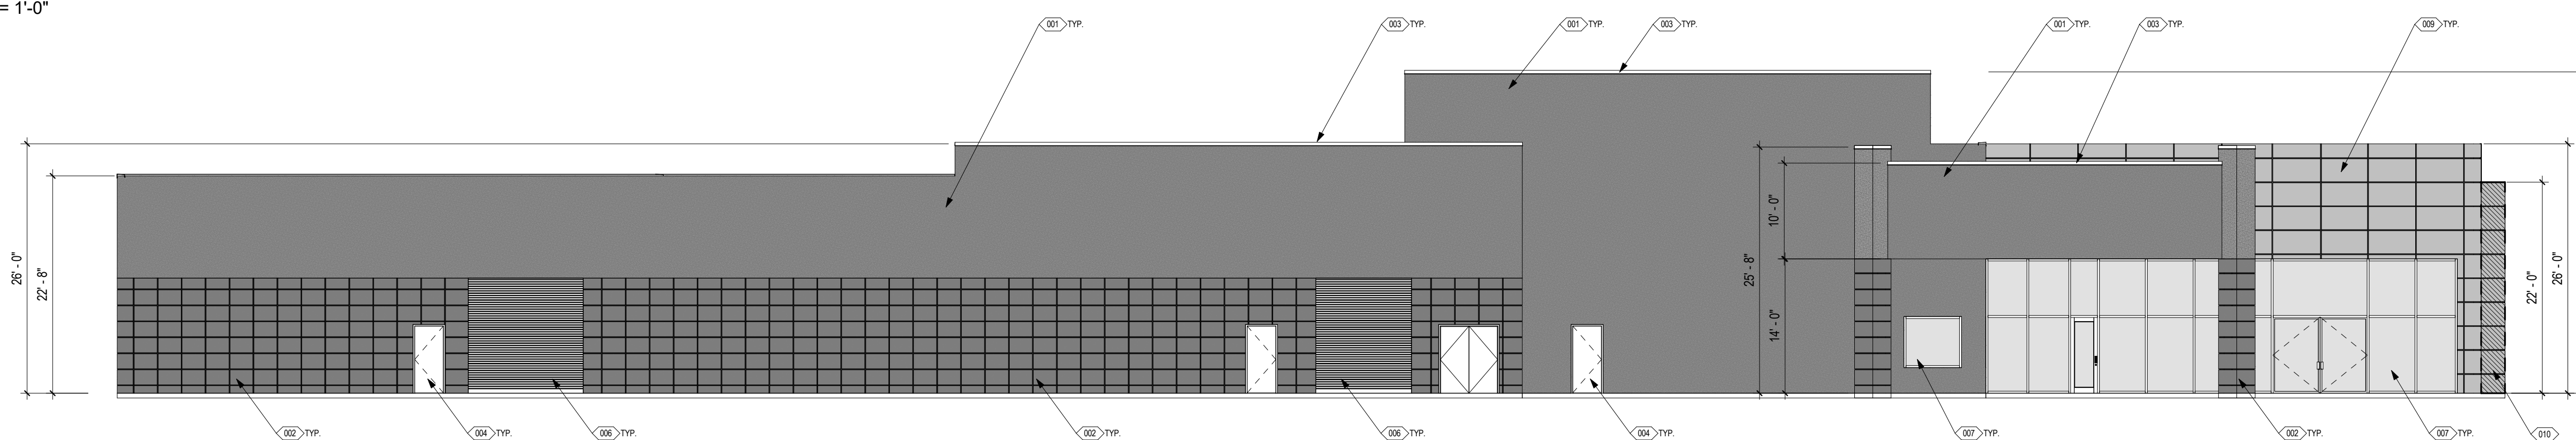 = 1'-0"
001 TYP.
003 TYP.
001 TYP.
003 TYP.
001 TYP.
003 TYP.
009 TYP.
26' - 0"
22' - 8"
25' - 8"
10' - 0"
14' - 0"
22' - 0"
26' - 0"
002 TYP.
004 TYP.
006 TYP.
002 TYP.
006 TYP.
004 TYP.
007 TYP.
002 TYP.
007 TYP.
010